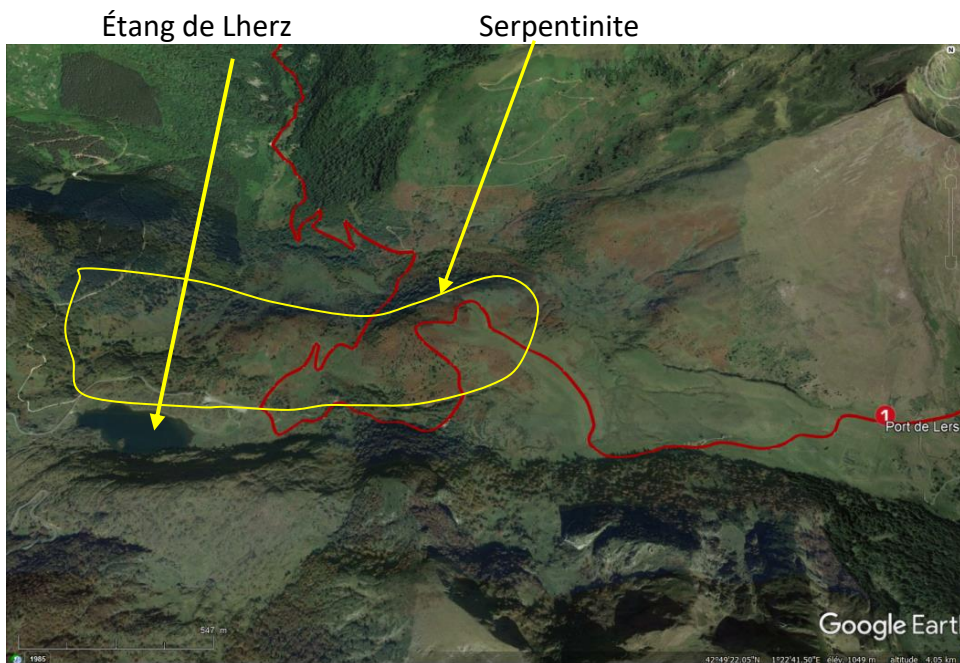 Étang de Lherz
Serpentinite
N
1
Port de Lers
547 m
Google Earth
1985
42°49'22.05"N 1°22'41.50"E élév. 1049 m altitude 4.05 km